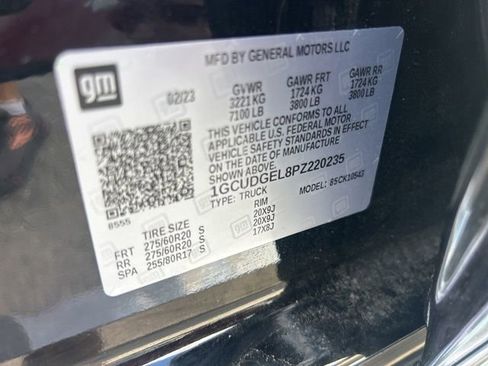 gm
MFD BY GENERAL MOTORS LLC
02/23 GVWR GAWR FRT GAWR RR
3221 KG 1724 KG 1724 KG
7100 LB 3800 LB 3800 LB
THIS VEHICLE CONFORMS TO ALL
APPLICABLE U.S. FEDERAL MOTOR
VEHICLE SAFETY STANDARDS IN EFFECT
ON THE DATE OF MANUFACTURE
SHOWN ABOVE.
1GCUDGEL8PZ220235
TYPE: TRUCK MODEL: 85CK10543
8555
TIRE SIZE RIM
FRT 275/60R20 S 20X9J
RR 275/60R20 S 20X9J
SPA 255/80R17 S 17X8J